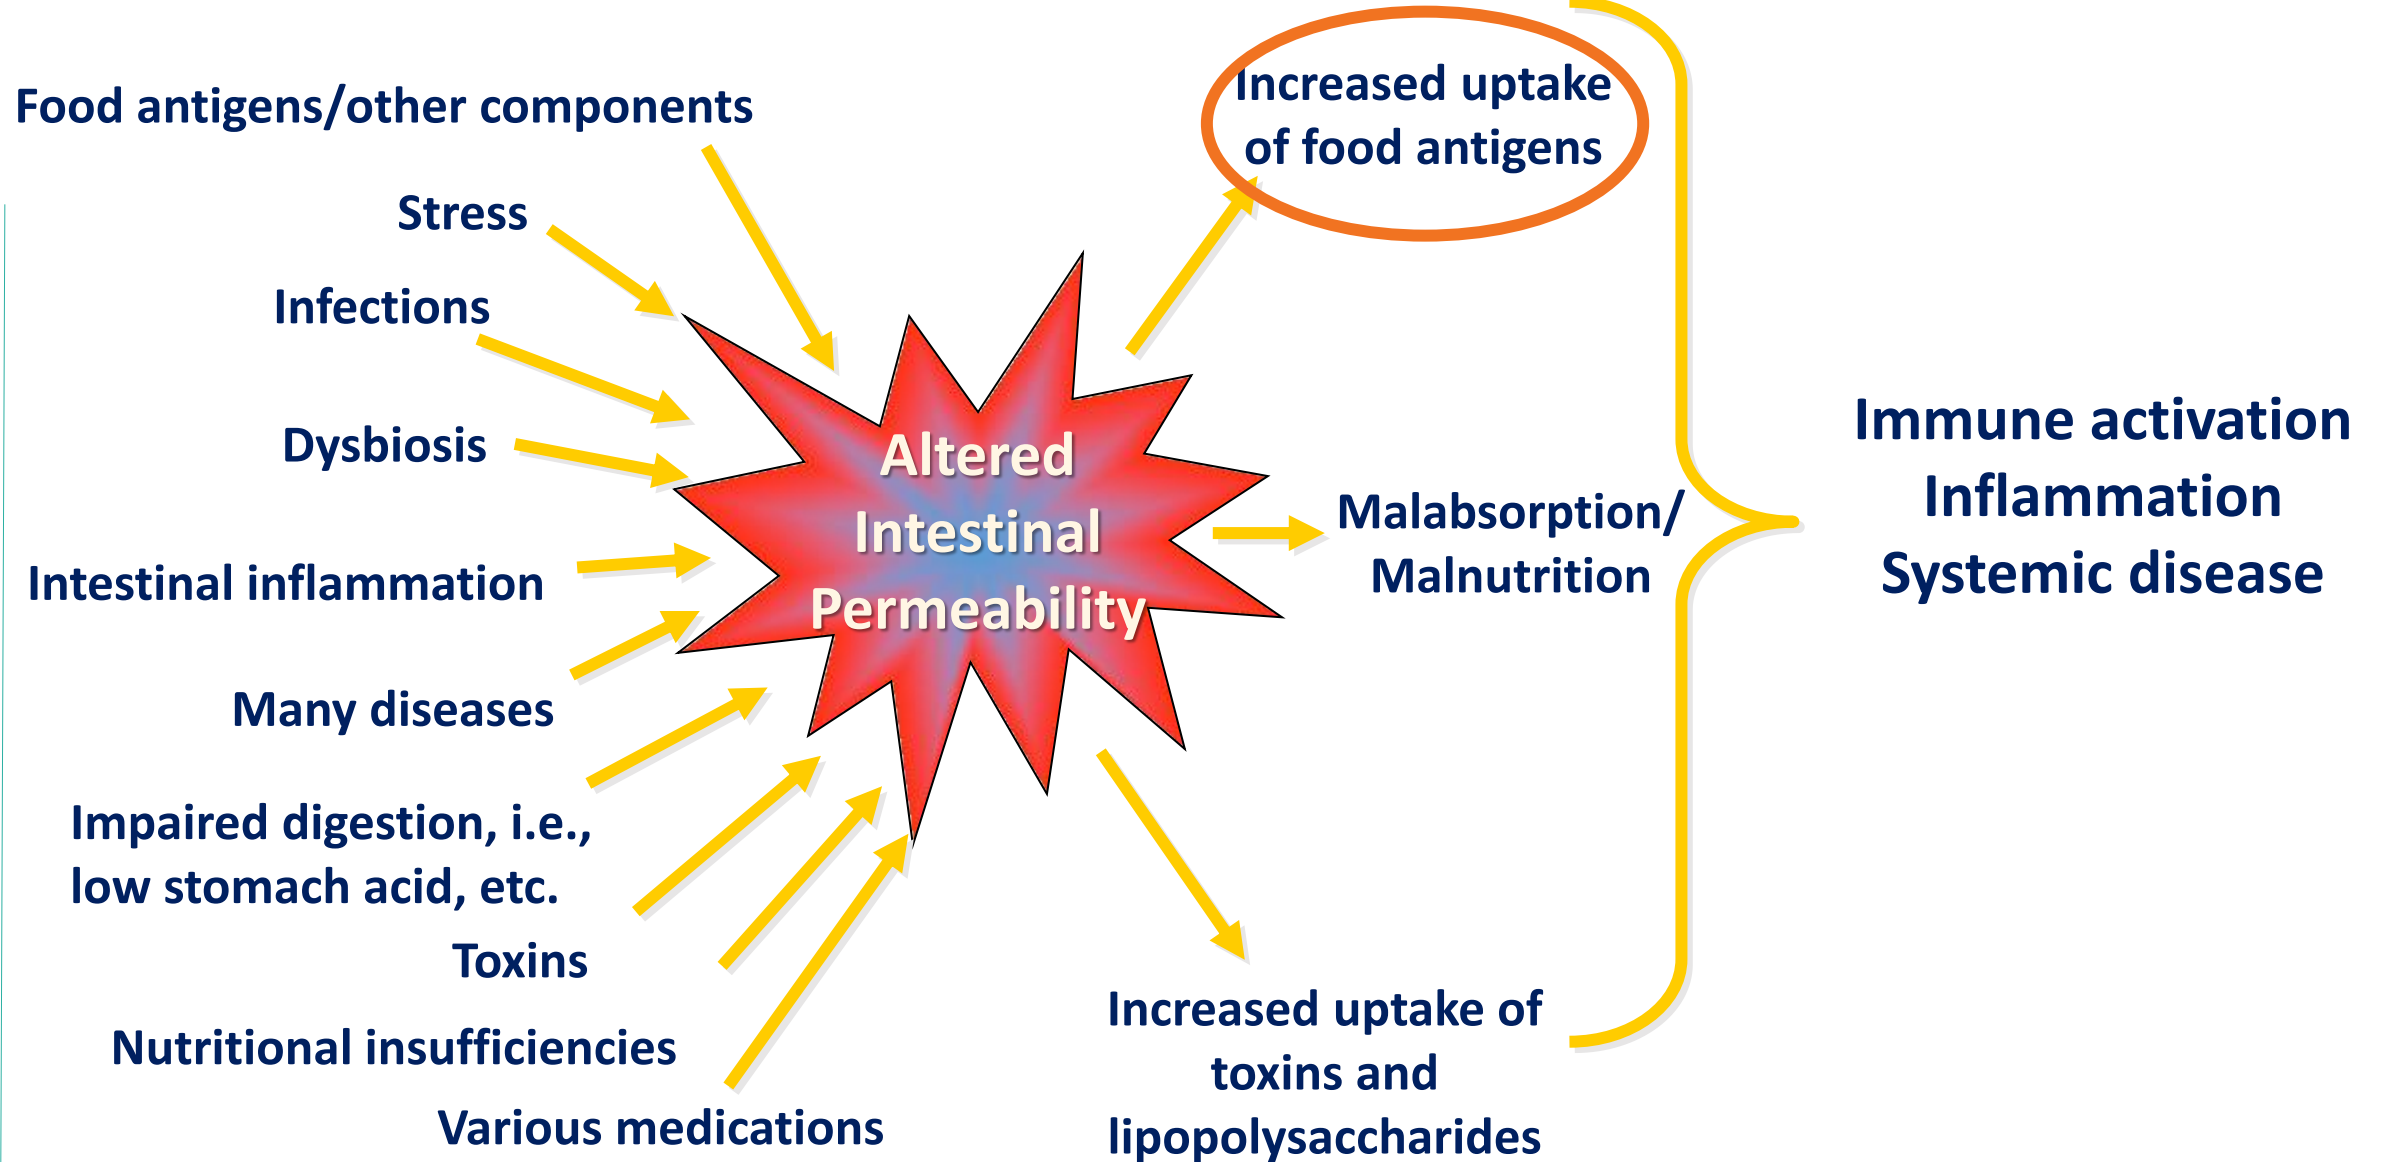 Food antigens/other components
Stress
Infections
Dysbiosis
Intestinal inflammation
Many diseases
Impaired digestion, i.e.,
low stomach acid, etc.
Toxins
Nutritional insufficiencies
Various medications
Altered
Intestinal
Permeability
Increased uptake
of food antigens
Malabsorption/
Malnutrition
Increased uptake of
toxins and
lipopolysaccharides
Immune activation
Inflammation
Systemic disease